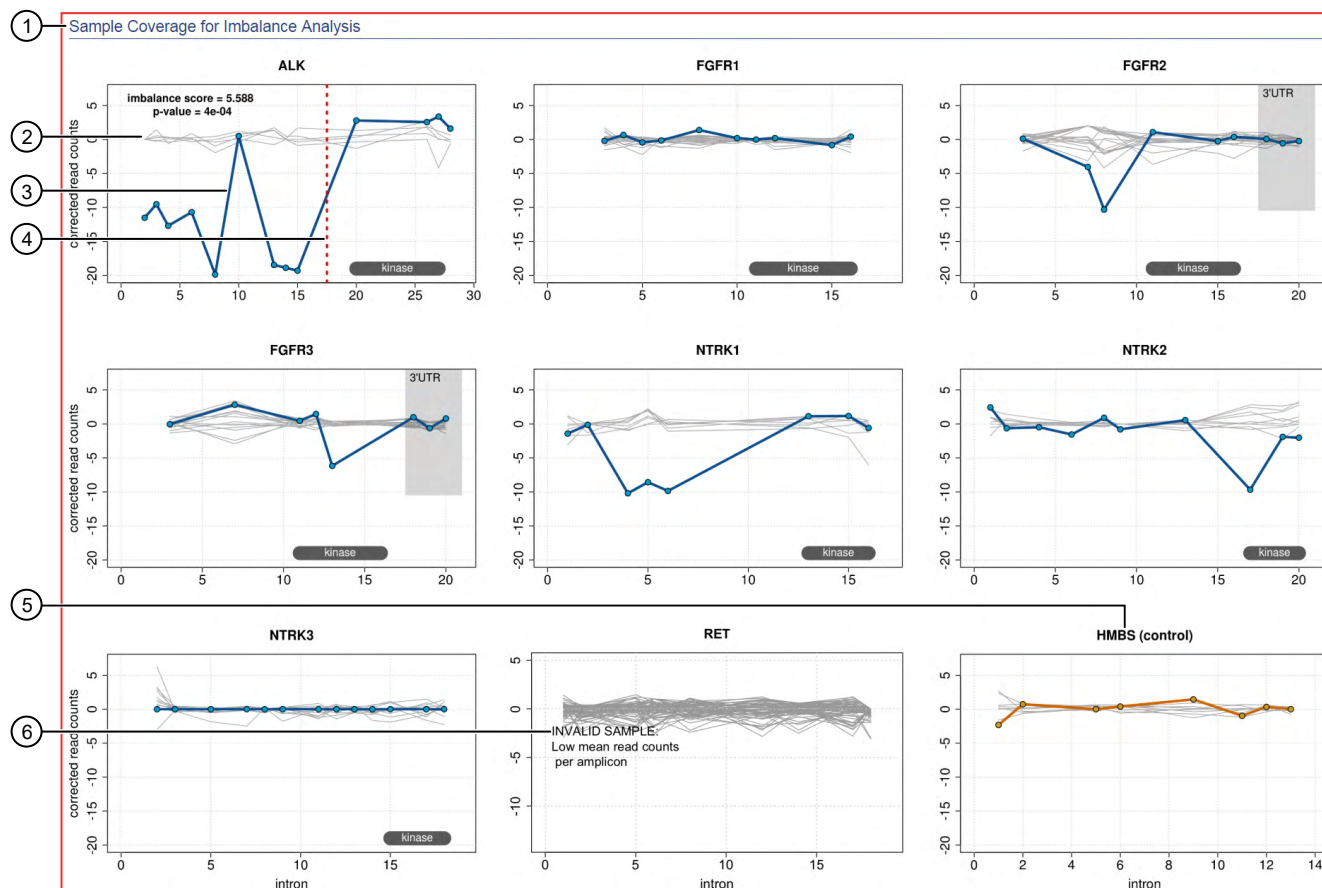 1
Sample Coverage for Imbalance Analysis
ALK
FGFR1
FGFR2
imbalance score = 5.588
p-value = 4e-04
3'UTR
2
3
4
corrected read counts
5
0
-5
-10
-15
-20
kinase
kinase
kinase
5
0
-5
-10
-15
-20
5
0
-5
-10
-15
-20
0 5 10 15 20 25 30
0 5 10 15
0 5 10 15 20
FGFR3
NTRK1
NTRK2
3'UTR
corrected read counts
5
0
-5
-10
-15
-20
kinase
kinase
kinase
5
0
-5
-10
-15
-20
5
0
-5
-10
-15
-20
0 5 10 15 20
0 5 10 15
0 5 10 15 20
5
NTRK3
RET
HMBS (control)
6
corrected read counts
5
0
-5
-10
-15
-20
kinase
5
0
-5
-10
INVALID SAMPLE:
Low mean read counts
per amplicon
5
0
-5
-10
-15
-20
0 5 10 15
0 5 10 15
0 2 4 6 8 10 12 14
intron
intron
intron